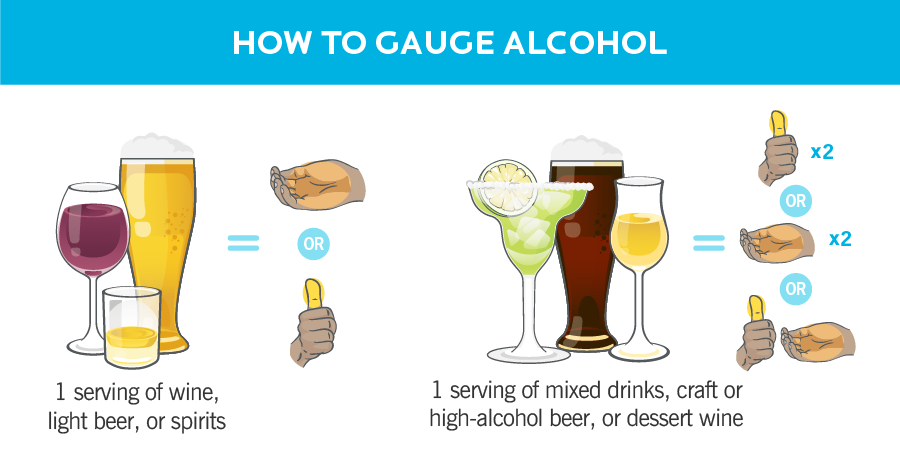 HOW TO GAUGE ALCOHOL
OR
1 serving of wine,
light beer, or spirits
x2
OR
x2
OR
1 serving of mixed drinks, craft or
high-alcohol beer, or dessert wine